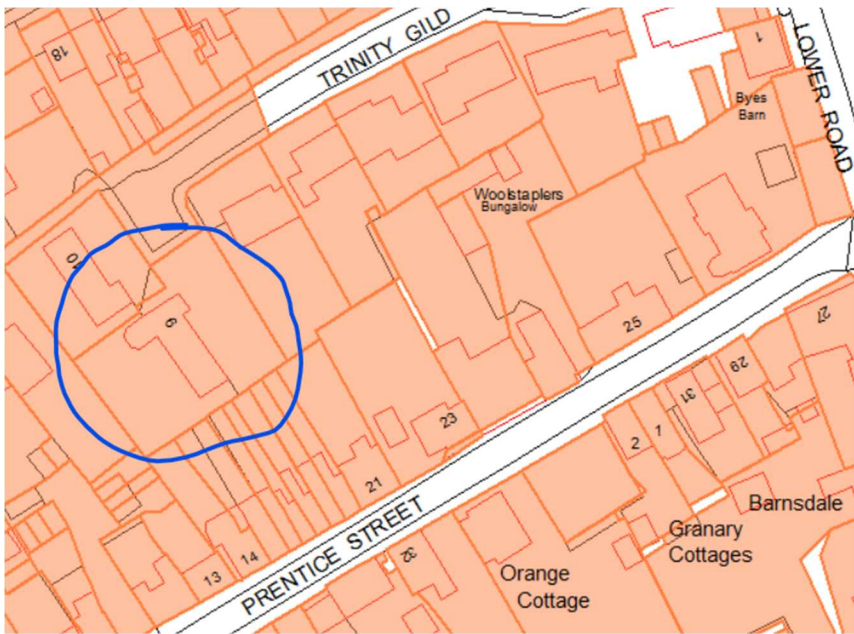 TRINITY GILD
18
1
LOWER ROAD
Byes
Barn
Woolstaplers
Bungalow
10
9
25
27
29
31
23
2
1
21
Barnsdale
PRENTICE STREET
Granary
Cottages
14
13
32
Orange
Cottage